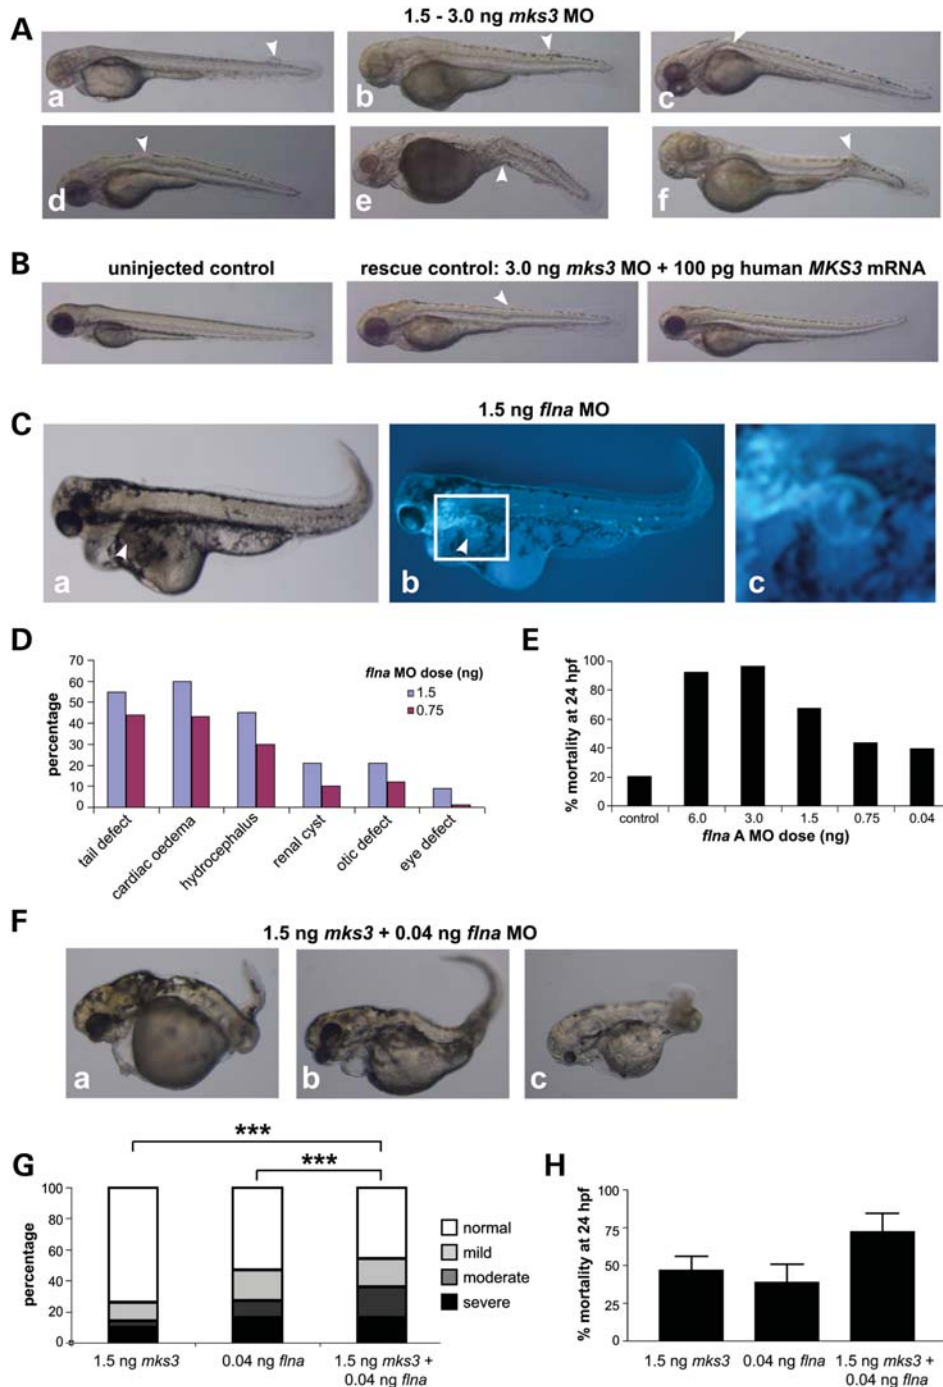 A
1.5 - 3.0 ng mks3 MO
a
b
c
d
e
f
B
uninjected control
rescue control: 3.0 ng mks3 MO + 100 pg human MKS3 mRNA
C
1.5 ng flna MO
a
b
c
D
percentage
70
60
50
40
30
20
10
0
flna MO dose (ng)
1.5
0.75
tail defect
cardiac oedema
hydrocephalus
renal cyst
otic defect
eye defect
E
% mortality at 24 hpf
100
80
60
40
20
0
control
6.0
3.0
1.5
0.75
0.04
flna A MO dose (ng)
F
1.5 ng mks3 + 0.04 ng flna MO
a
b
c
G
***
***
percentage
100
80
60
40
20
0
normal
mild
moderate
severe
1.5 ng mks3
0.04 ng flna
1.5 ng mks3 +
0.04 ng flna
H
% mortality at 24 hpf
100
75
50
25
0
1.5 ng mks3
0.04 ng flna
1.5 ng mks3 +
0.04 ng flna